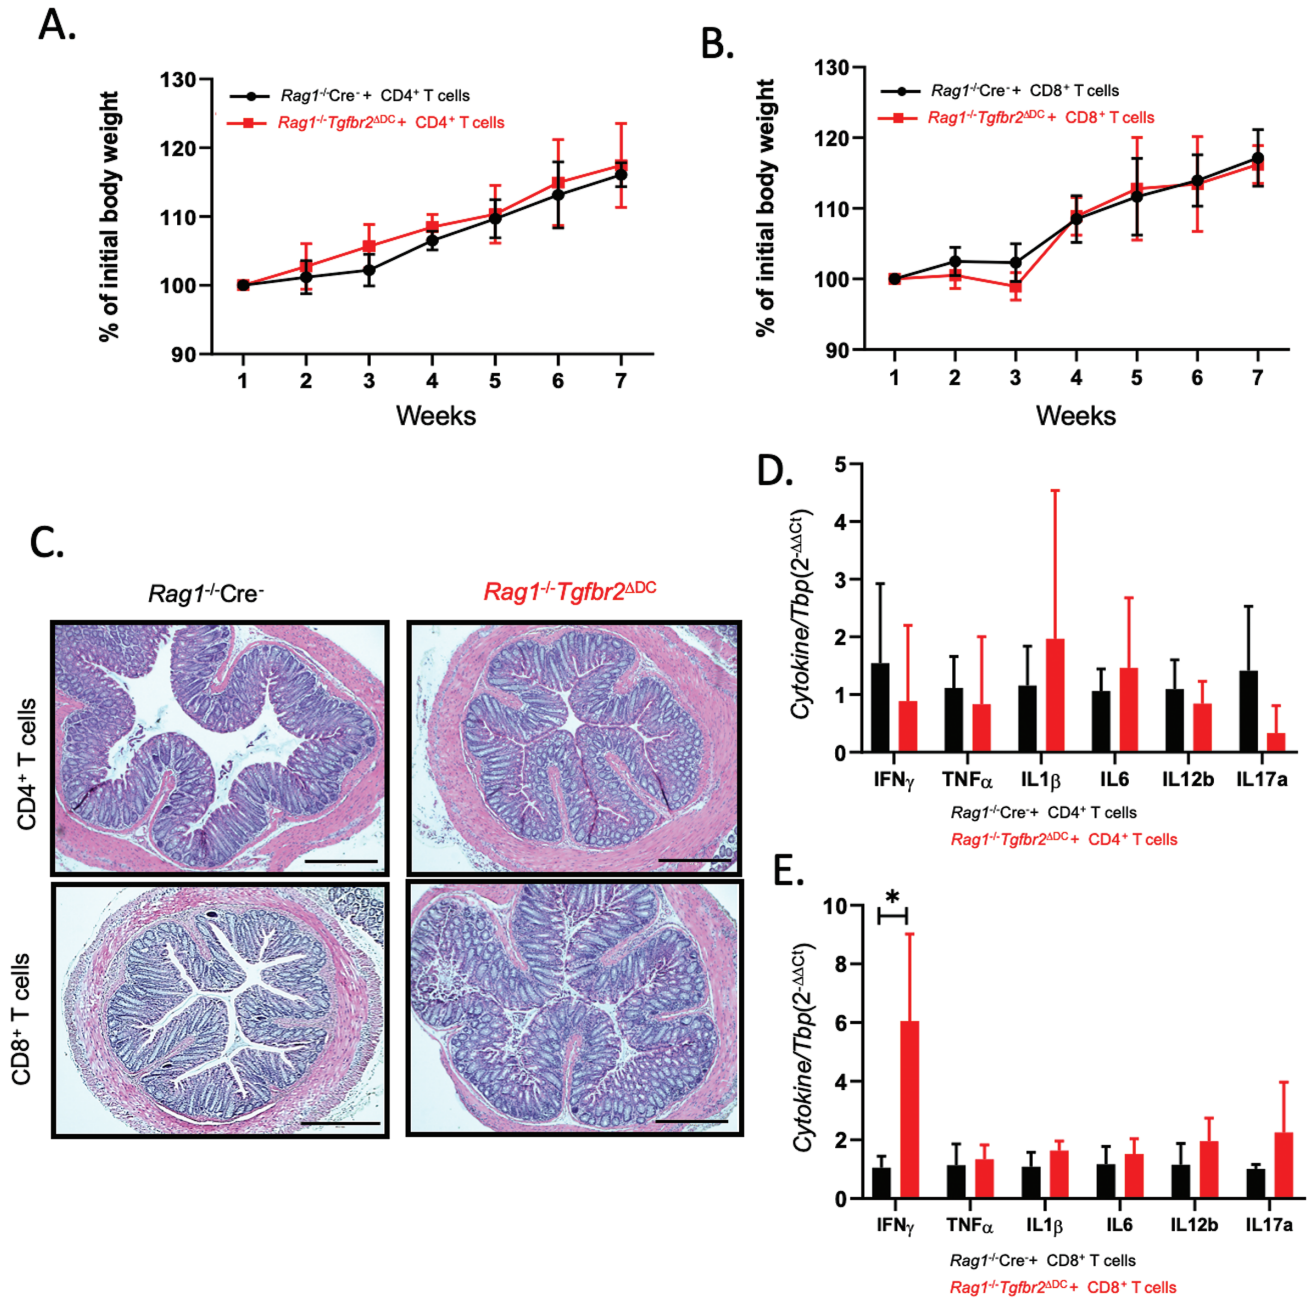 A.
130
120
110
100
90
% of initial body weight
Rag1-/-Cre- + CD4+ T cells
Rag1-/-Tgfbr2ΔDC + CD4+ T cells
1 2 3 4 5 6 7
Weeks
B.
130
120
110
100
90
% of initial body weight
Rag1-/-Cre- + CD8+ T cells
Rag1-/-Tgfbr2ΔDC + CD8+ T cells
1 2 3 4 5 6 7
Weeks
C.
Rag1-/-Cre- Rag1-/-Tgfbr2ΔDC
CD4+ T cells
CD8+ T cells
D.
5
4
3
2
1
0
Cytokine/Tbp(2-ΔΔCt)
IFNγ TNFα IL1β IL6 IL12b IL17a
Rag1-/-Cre-+ CD4+ T cells
Rag1-/-Tgfbr2ΔDC + CD4+ T cells
E.
10
8
6
4
2
0
Cytokine/Tbp(2-ΔΔCt)
*
IFNγ TNFα IL1β IL6 IL12b IL17a
Rag1-/-Cre-+ CD8+ T cells
Rag1-/-Tgfbr2ΔDC + CD8+ T cells